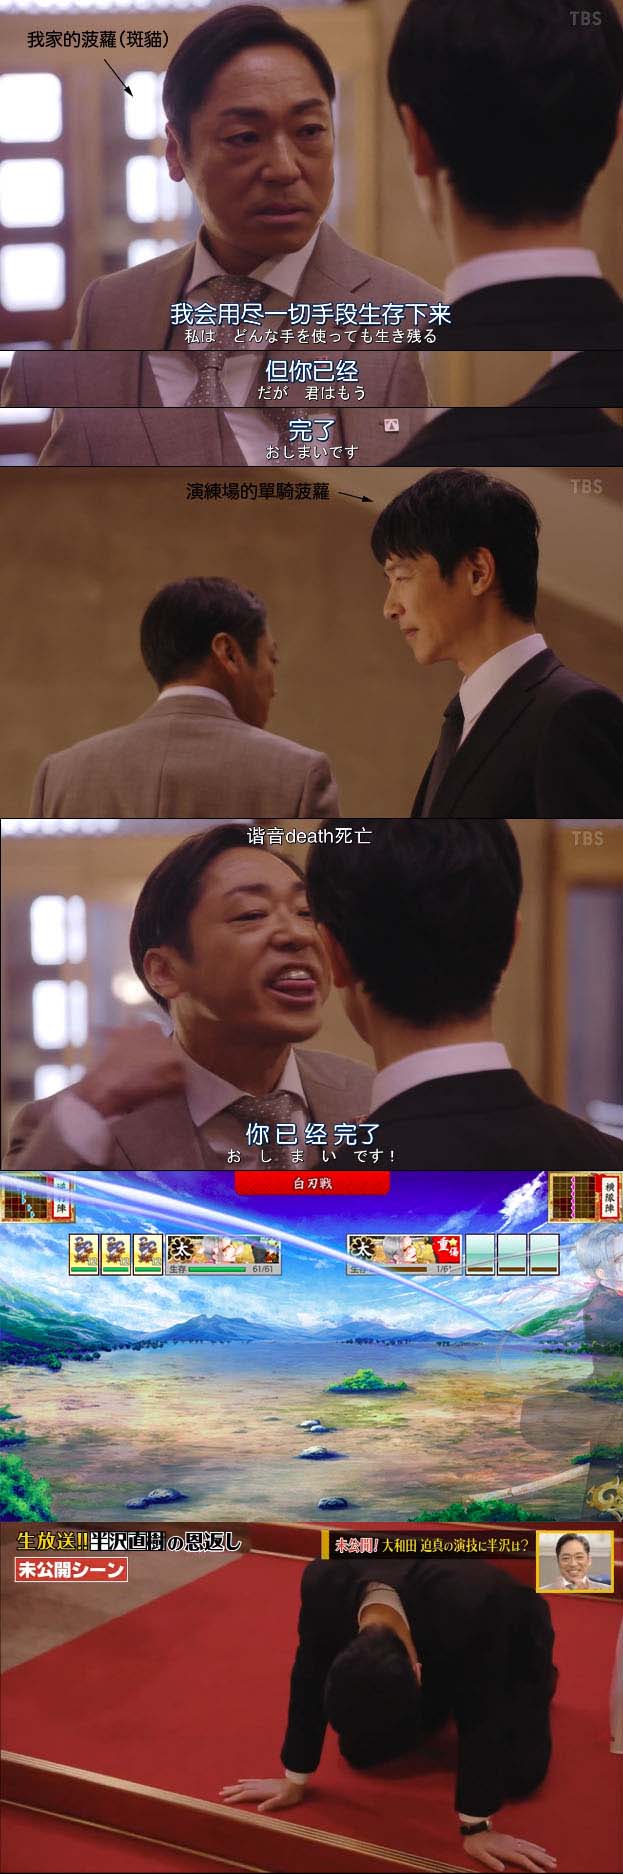 TBS
我家的菠蘿(斑貓)
我会用尽一切手段生存下来
私は　どんな手を使っても生き残る
但你已经
だが　君はもう
完了
おしまいです
TBS
演練場的單騎菠蘿
谐音death死亡
TBS
你已经完了
お　し　ま　い　です！
白刃戦
陣
横隊陣
太
生存
61/61
太
重傷
生存
1/61
生放送!!半沢直樹の恩返し
未公開シーン
未公開! 大和田 迫真の演技に半沢は?